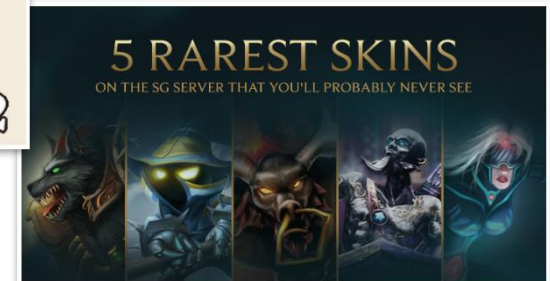 5 RAREST SKINS
ON THE SG SERVER THAT YOU'LL PROBABLY NEVER SEE